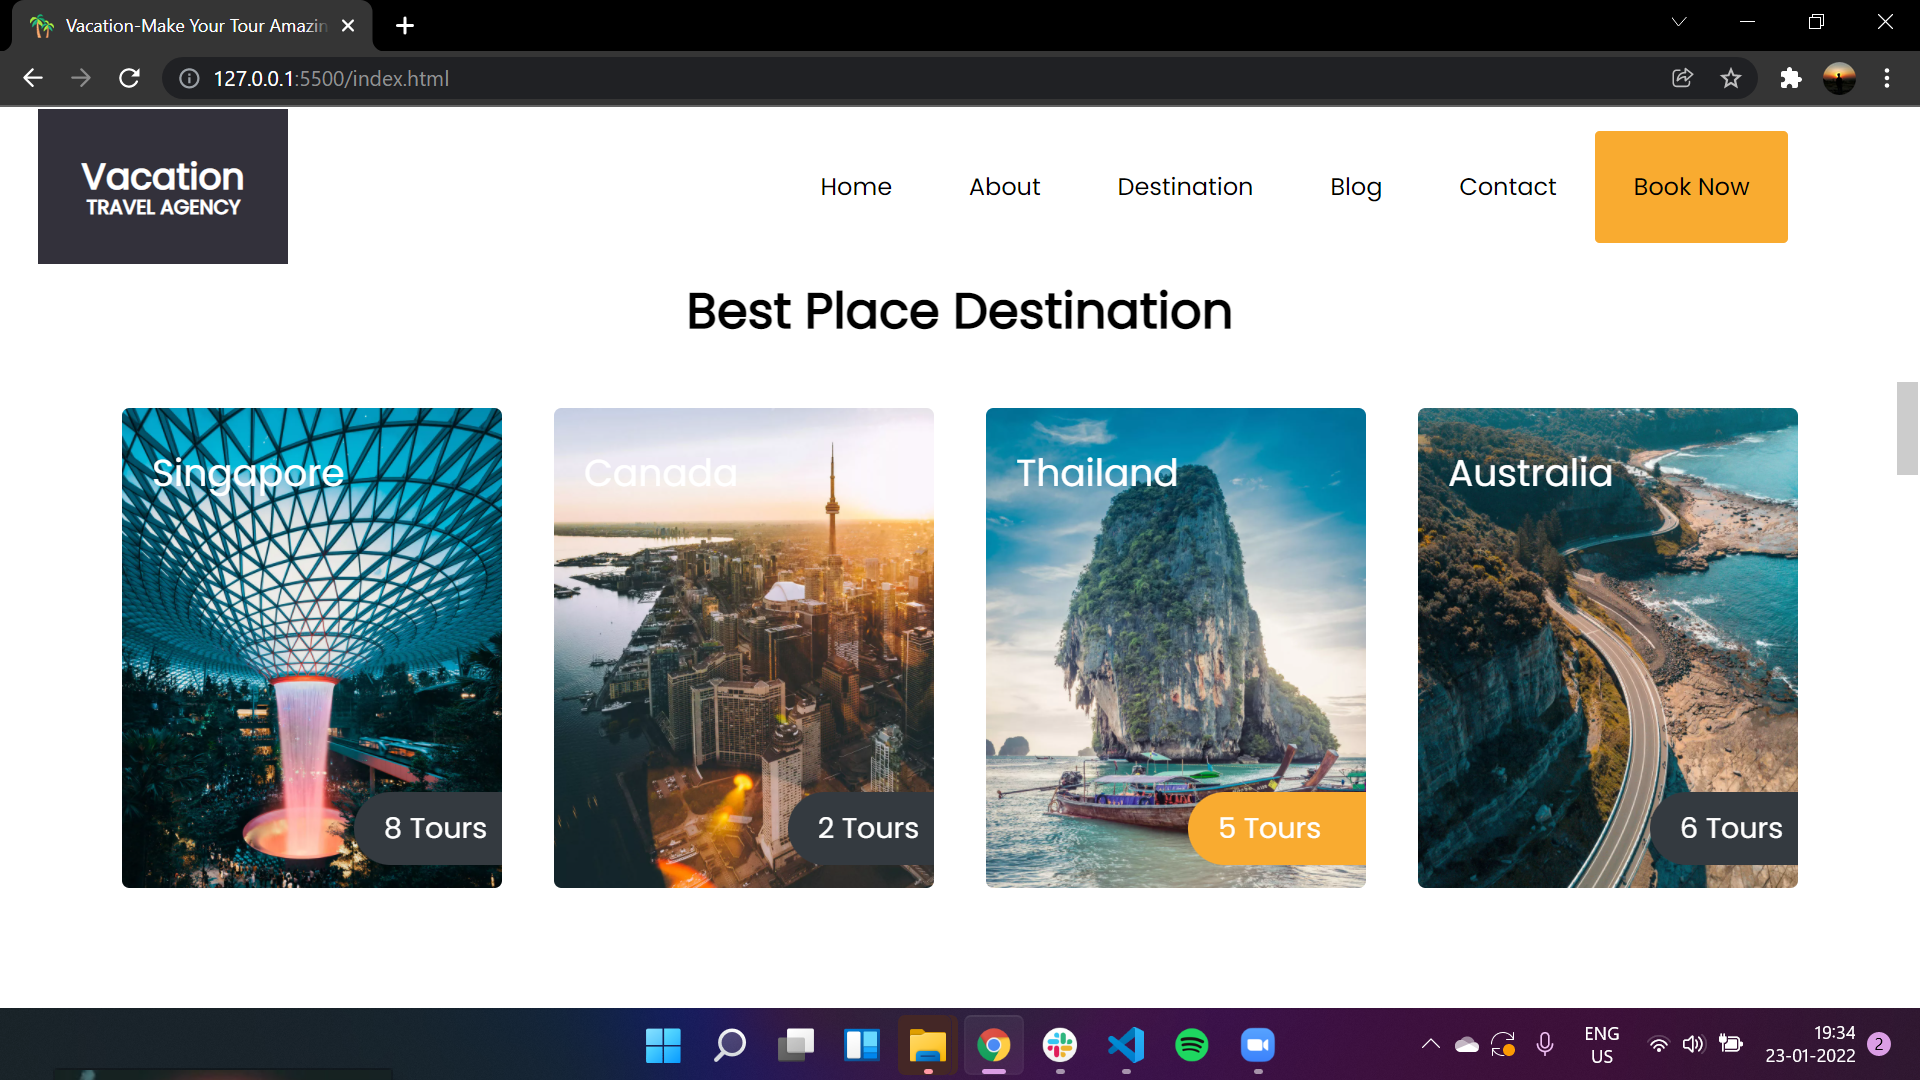 Vacation-Make Your Tour Amazin
127.0.0.1:5500/index.html
Vacation
TRAVEL AGENCY
Home
About
Destination
Blog
Contact
Book Now
Best Place Destination
Singapore
Canada
Thailand
Australia
8 Tours
2 Tours
5 Tours
6 Tours
ENG
US
19:34
23-01-2022
2